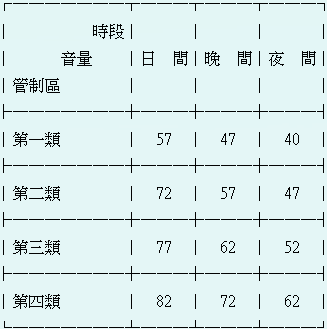 時段
音量 日 間 晚 間 夜 間
管制區
第一類 57 47 40
第二類 72 57 47
第三類 77 62 52
第四類 82 72 62